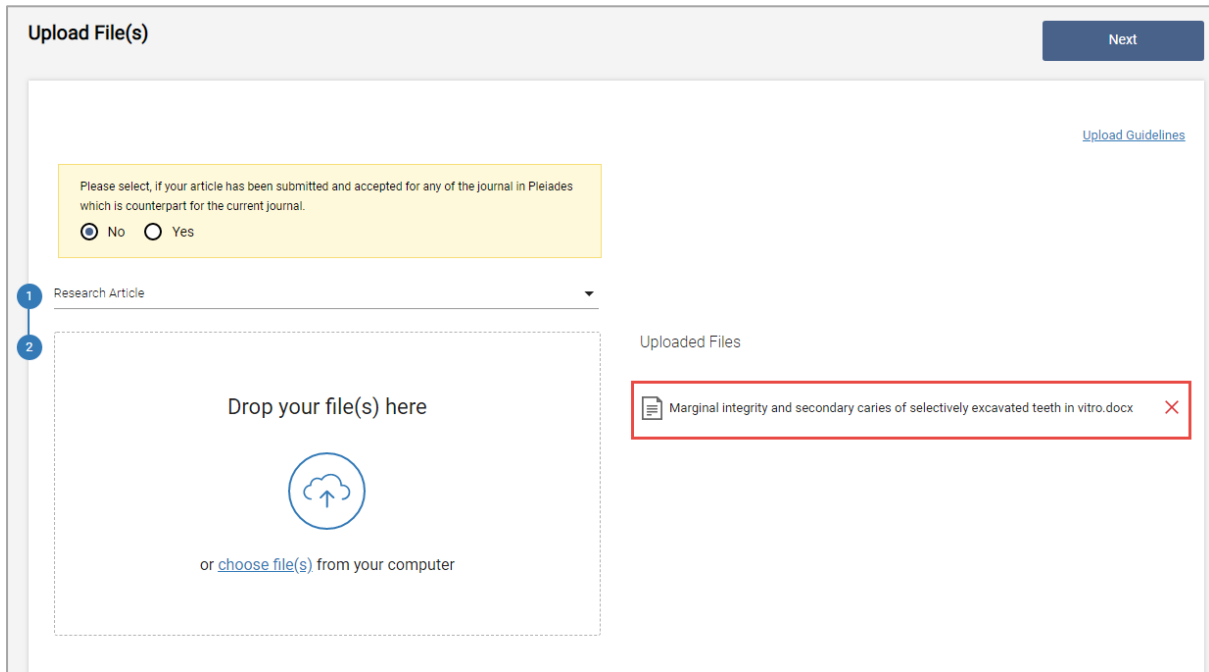 Upload File(s)
Next
Upload Guidelines
Please select, if your article has been submitted and accepted for any of the journal in Pleiades
which is counterpart for the current journal.
No Yes
1 Research Article
2
Drop your file(s) here
or choose file(s) from your computer
Uploaded Files
Marginal integrity and secondary caries of selectively excavated teeth in vitro.docx